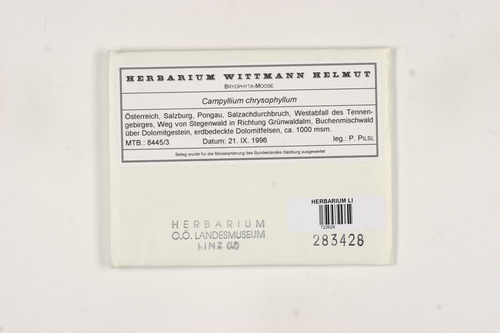 HERBARIUM WITTMANN HELMUT
BRYOPHYTA-MOOSE
Campyllium chrysophyllum
Österreich, Salzburg, Pongau, Salzachdurchbruch, Westabfall des Tennen-
gebirges, Weg von Stegenwald in Richtung Grünwaldalm, Buchenmischwald
über Dolomitgestein, erdbedeckte Dolomitfelsen, ca. 1000 msm.
MTB.: 8445/3 Datum: 21. IX. 1996 leg.: P. PILSL
Beleg wurde für die Mooskartierung des Bundeslandes Salzburg ausgewertet
HERBARIUM LI
722629
HERBARIUM
O.Ö. LANDESMUSEUM
LINZ (LI)
283428